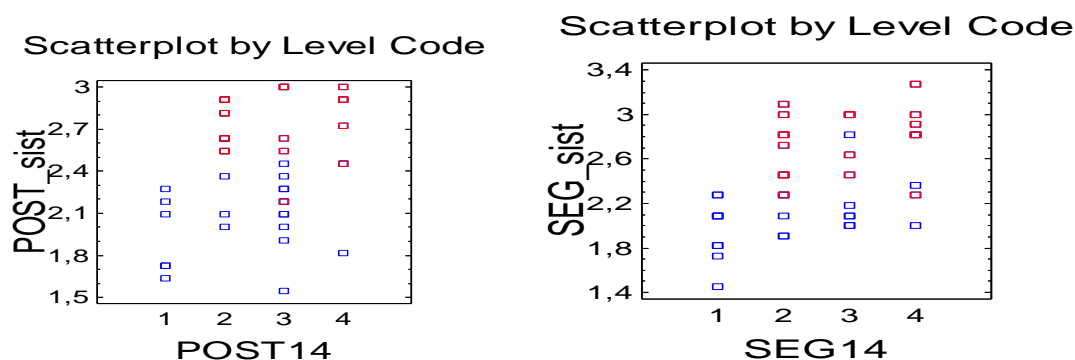 Scatterplot by Level Code
POST_sist
3
2,7
2,4
2,1
1,8
1,5
1 2 3 4
POST14
Scatterplot by Level Code
SEG_sist
3,4
3
2,6
2,2
1,8
1,4
1 2 3 4
SEG14